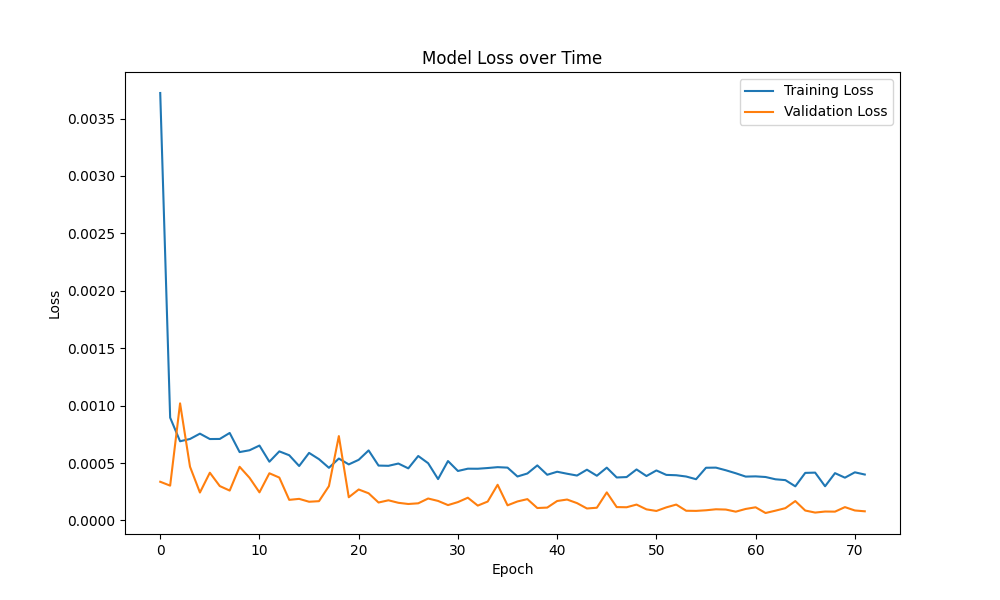 Model Loss over Time
Training Loss
Validation Loss
0.0035
0.0030
0.0025
0.0020
0.0015
0.0010
0.0005
0.0000
Loss
0 10 20 30 40 50 60 70
Epoch